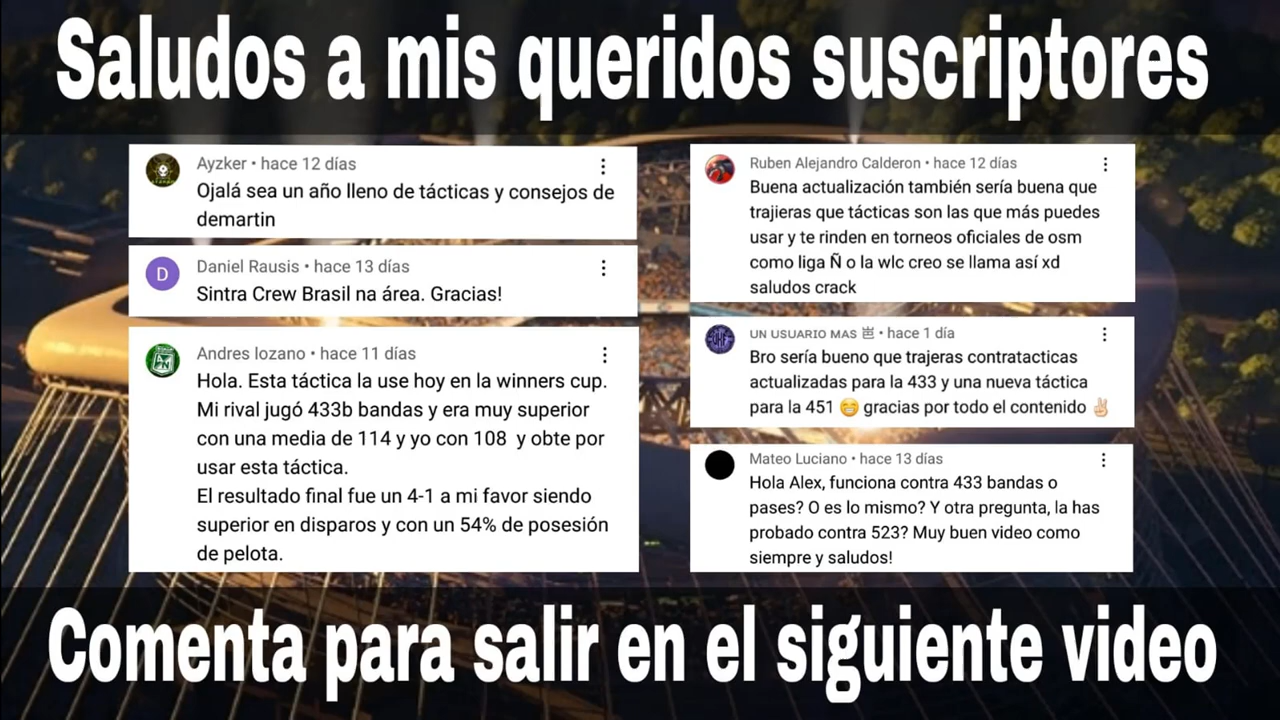 Saludos a mis queridos suscriptores
Ayzker • hace 12 días
Ojalá sea un año lleno de tácticas y consejos de
demartin
D
Daniel Rausis • hace 13 días
Sintra Crew Brasil na área. Gracias!
Andres lozano • hace 11 días
Hola. Esta táctica la use hoy en la winners cup.
Mi rival jugó 433b bandas y era muy superior
con una media de 114 y yo con 108 y obte por
usar esta táctica.
El resultado final fue un 4-1 a mi favor siendo
superior en disparos y con un 54% de posesión
de pelota.
Ruben Alejandro Calderon • hace 12 días
Buena actualización también sería buena que
trajieras que tácticas son las que más puedes
usar y te rinden en torneos oficiales de osm
como liga Ñ o la wlc creo se llama así xd
saludos crack
ᴜɴ ᴜsᴜᴀʀɪᴏ ᴍᴀs • hace 1 día
Bro sería bueno que trajeras contratacticas
actualizadas para la 433 y una nueva táctica
para la 451 😁 gracias por todo el contenido ✌🏻
Mateo Luciano • hace 13 días
Hola Alex, funciona contra 433 bandas o
pases? O es lo mismo? Y otra pregunta, la has
probado contra 523? Muy buen video como
siempre y saludos!
Comenta para salir en el siguiente video